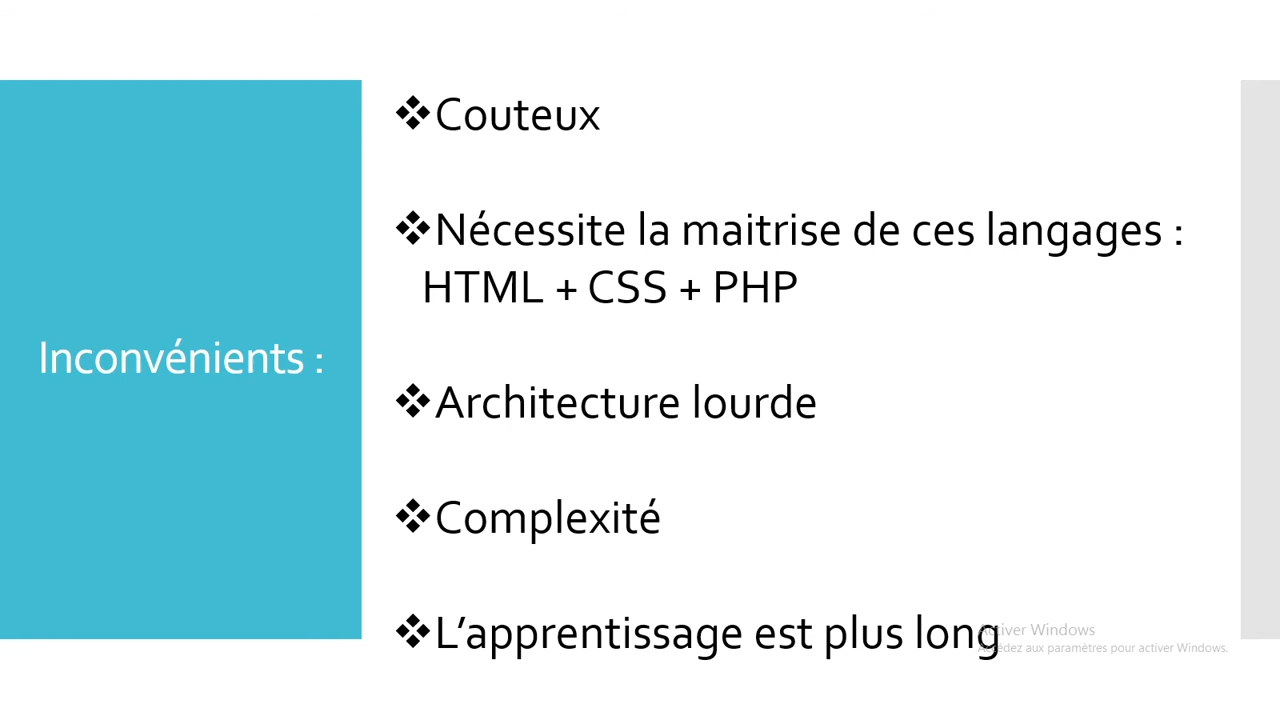 Inconvénients :
❖Couteux
❖Nécessite la maitrise de ces langages :
HTML + CSS + PHP
❖Architecture lourde
❖Complexité
❖L’apprentissage est plus long
Activer Windows
Accédez aux paramètres pour activer Windows.